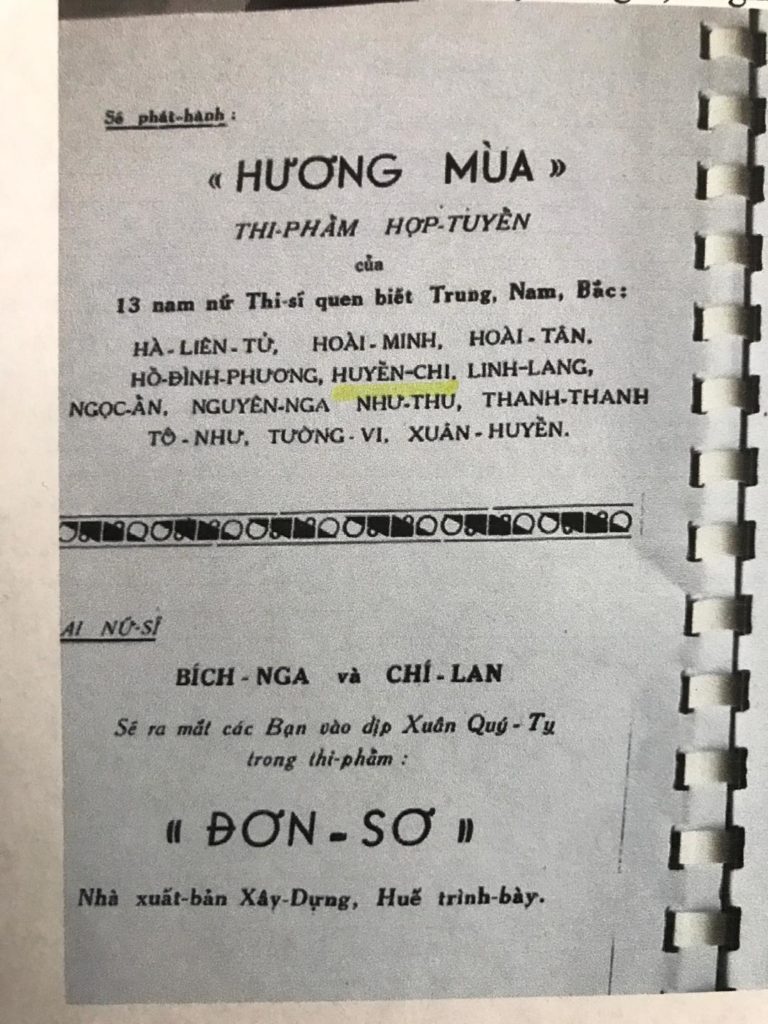 Sẽ phát-hành :
« HƯƠNG MÙA »
THI-PHẦM HỢP-TUYỀN
của
13 nam nữ Thi-sĩ quen biết Trung, Nam, Bắc:
HÀ-LIÊN-TỬ, HOÀI-MINH, HOÀI-TÂN,
HỒ-ĐÌNH-PHƯƠNG, HUYỀN-CHI, LINH-LANG,
NGỌC-ẨN, NGUYÊN-NGA NHƯ-THU, THANH-THANH
TÔ-NHƯ, TƯỜNG-VI, XUÂN-HUYỀN.
AI NỮ-SĨ
BÍCH-NGA và CHÍ-LAN
Sẽ ra mắt các Bạn vào dịp Xuân Quý-Tỵ
trong thi-phầm :
« ĐƠN-SƠ »
Nhà xuất-bản Xây-Dựng, Huế trình-bày.